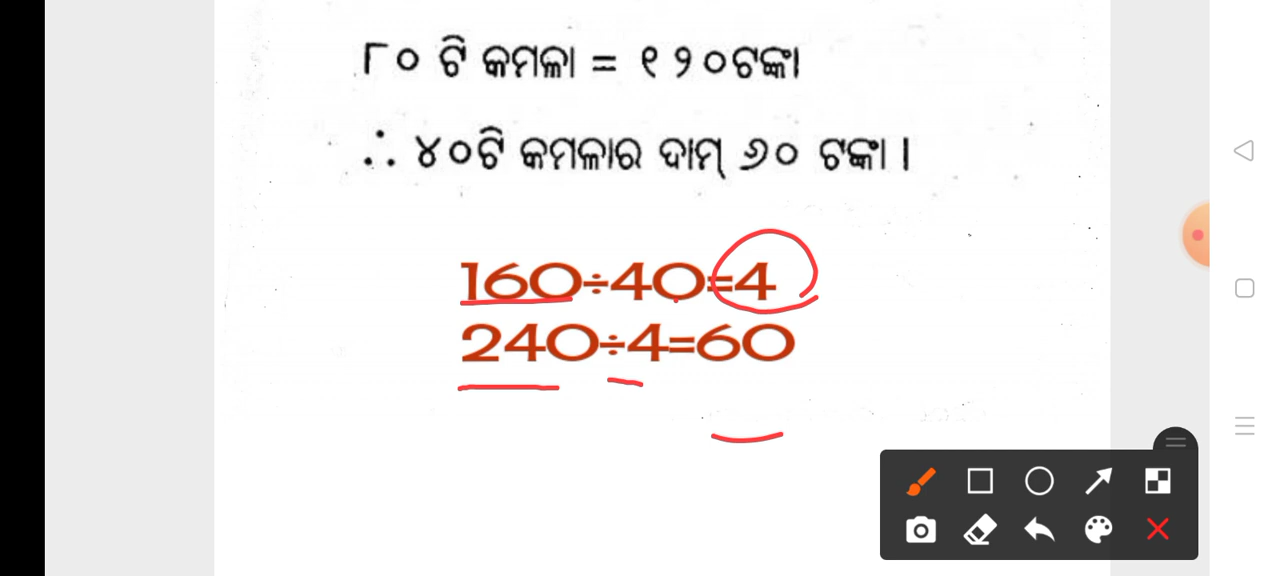 ୮୦ ଟି କମଳା = ୧୨୦ଟଙ୍କା
∴ ୪୦ଟି କମଳାର ଦାମ୍ ୬୦ ଟଙ୍କା ।
160÷40=4
240÷4=60